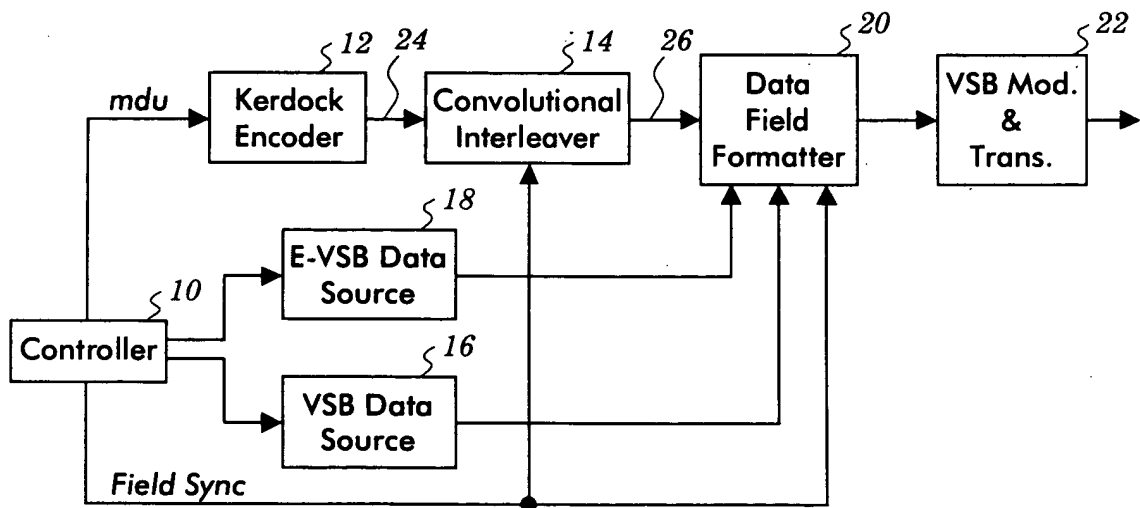 12
24
14
26
20
22
mdu
Kerdock
Encoder
Convolutional
Interleaver
Data
Field
Formatter
VSB Mod.
&
Trans.
18
E-VSB Data
Source
10
Controller
16
VSB Data
Source
Field Sync